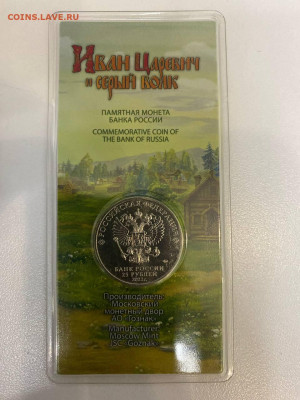 COINS.LAVE.RU
Иван Царевич
и серый волк
ПАМЯТНАЯ МОНЕТА
БАНКА РОССИИ
COMMEMORATIVE COIN OF
THE BANK OF RUSSIA
РОССИЙСКАЯ ФЕДЕРАЦИЯ
БАНК РОССИИ
25 РУБЛЕЙ
Производитель:
Московский
монетный двор
АО "Гознак"
Manufacturer:
Moscow Mint
JSC "Goznak"